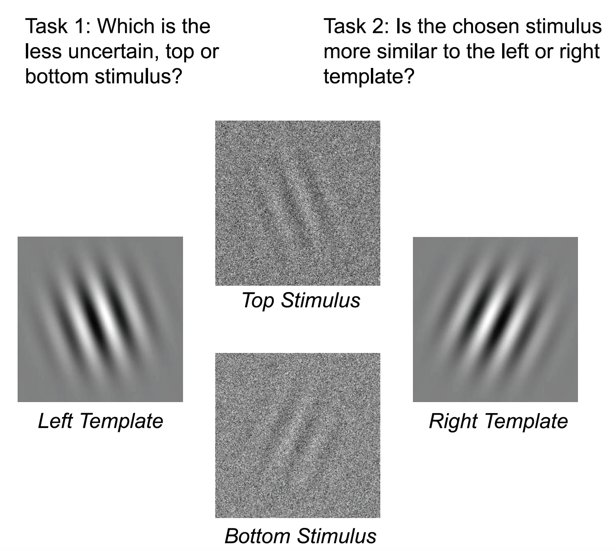 Task 1: Which is the
less uncertain, top or
bottom stimulus?
Task 2: Is the chosen stimulus
more similar to the left or right
template?
Top Stimulus
Left Template
Right Template
Bottom Stimulus